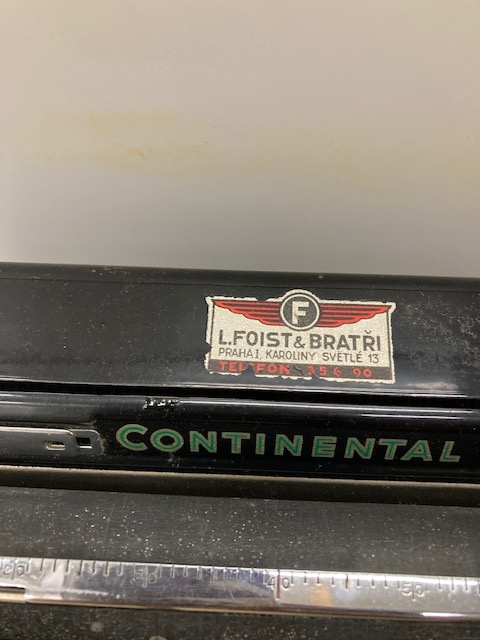 F
L.FOIST & BRATŘI
PRAHA I, KAROLINY SVĚTLÉ 13
TELEFON 356 90
CONTINENTAL
40 50